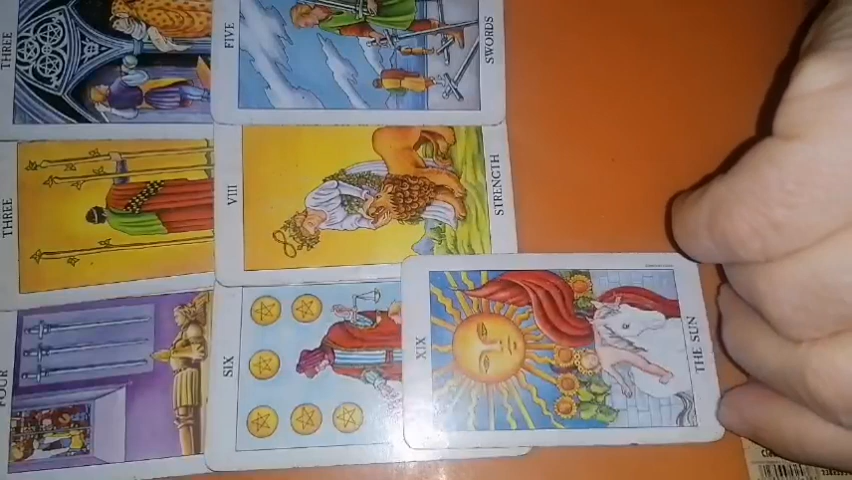 THREE
FIVE
SWORDS
THREE
VIII
STRENGTH
FOUR
SIX
XIX
THE SUN